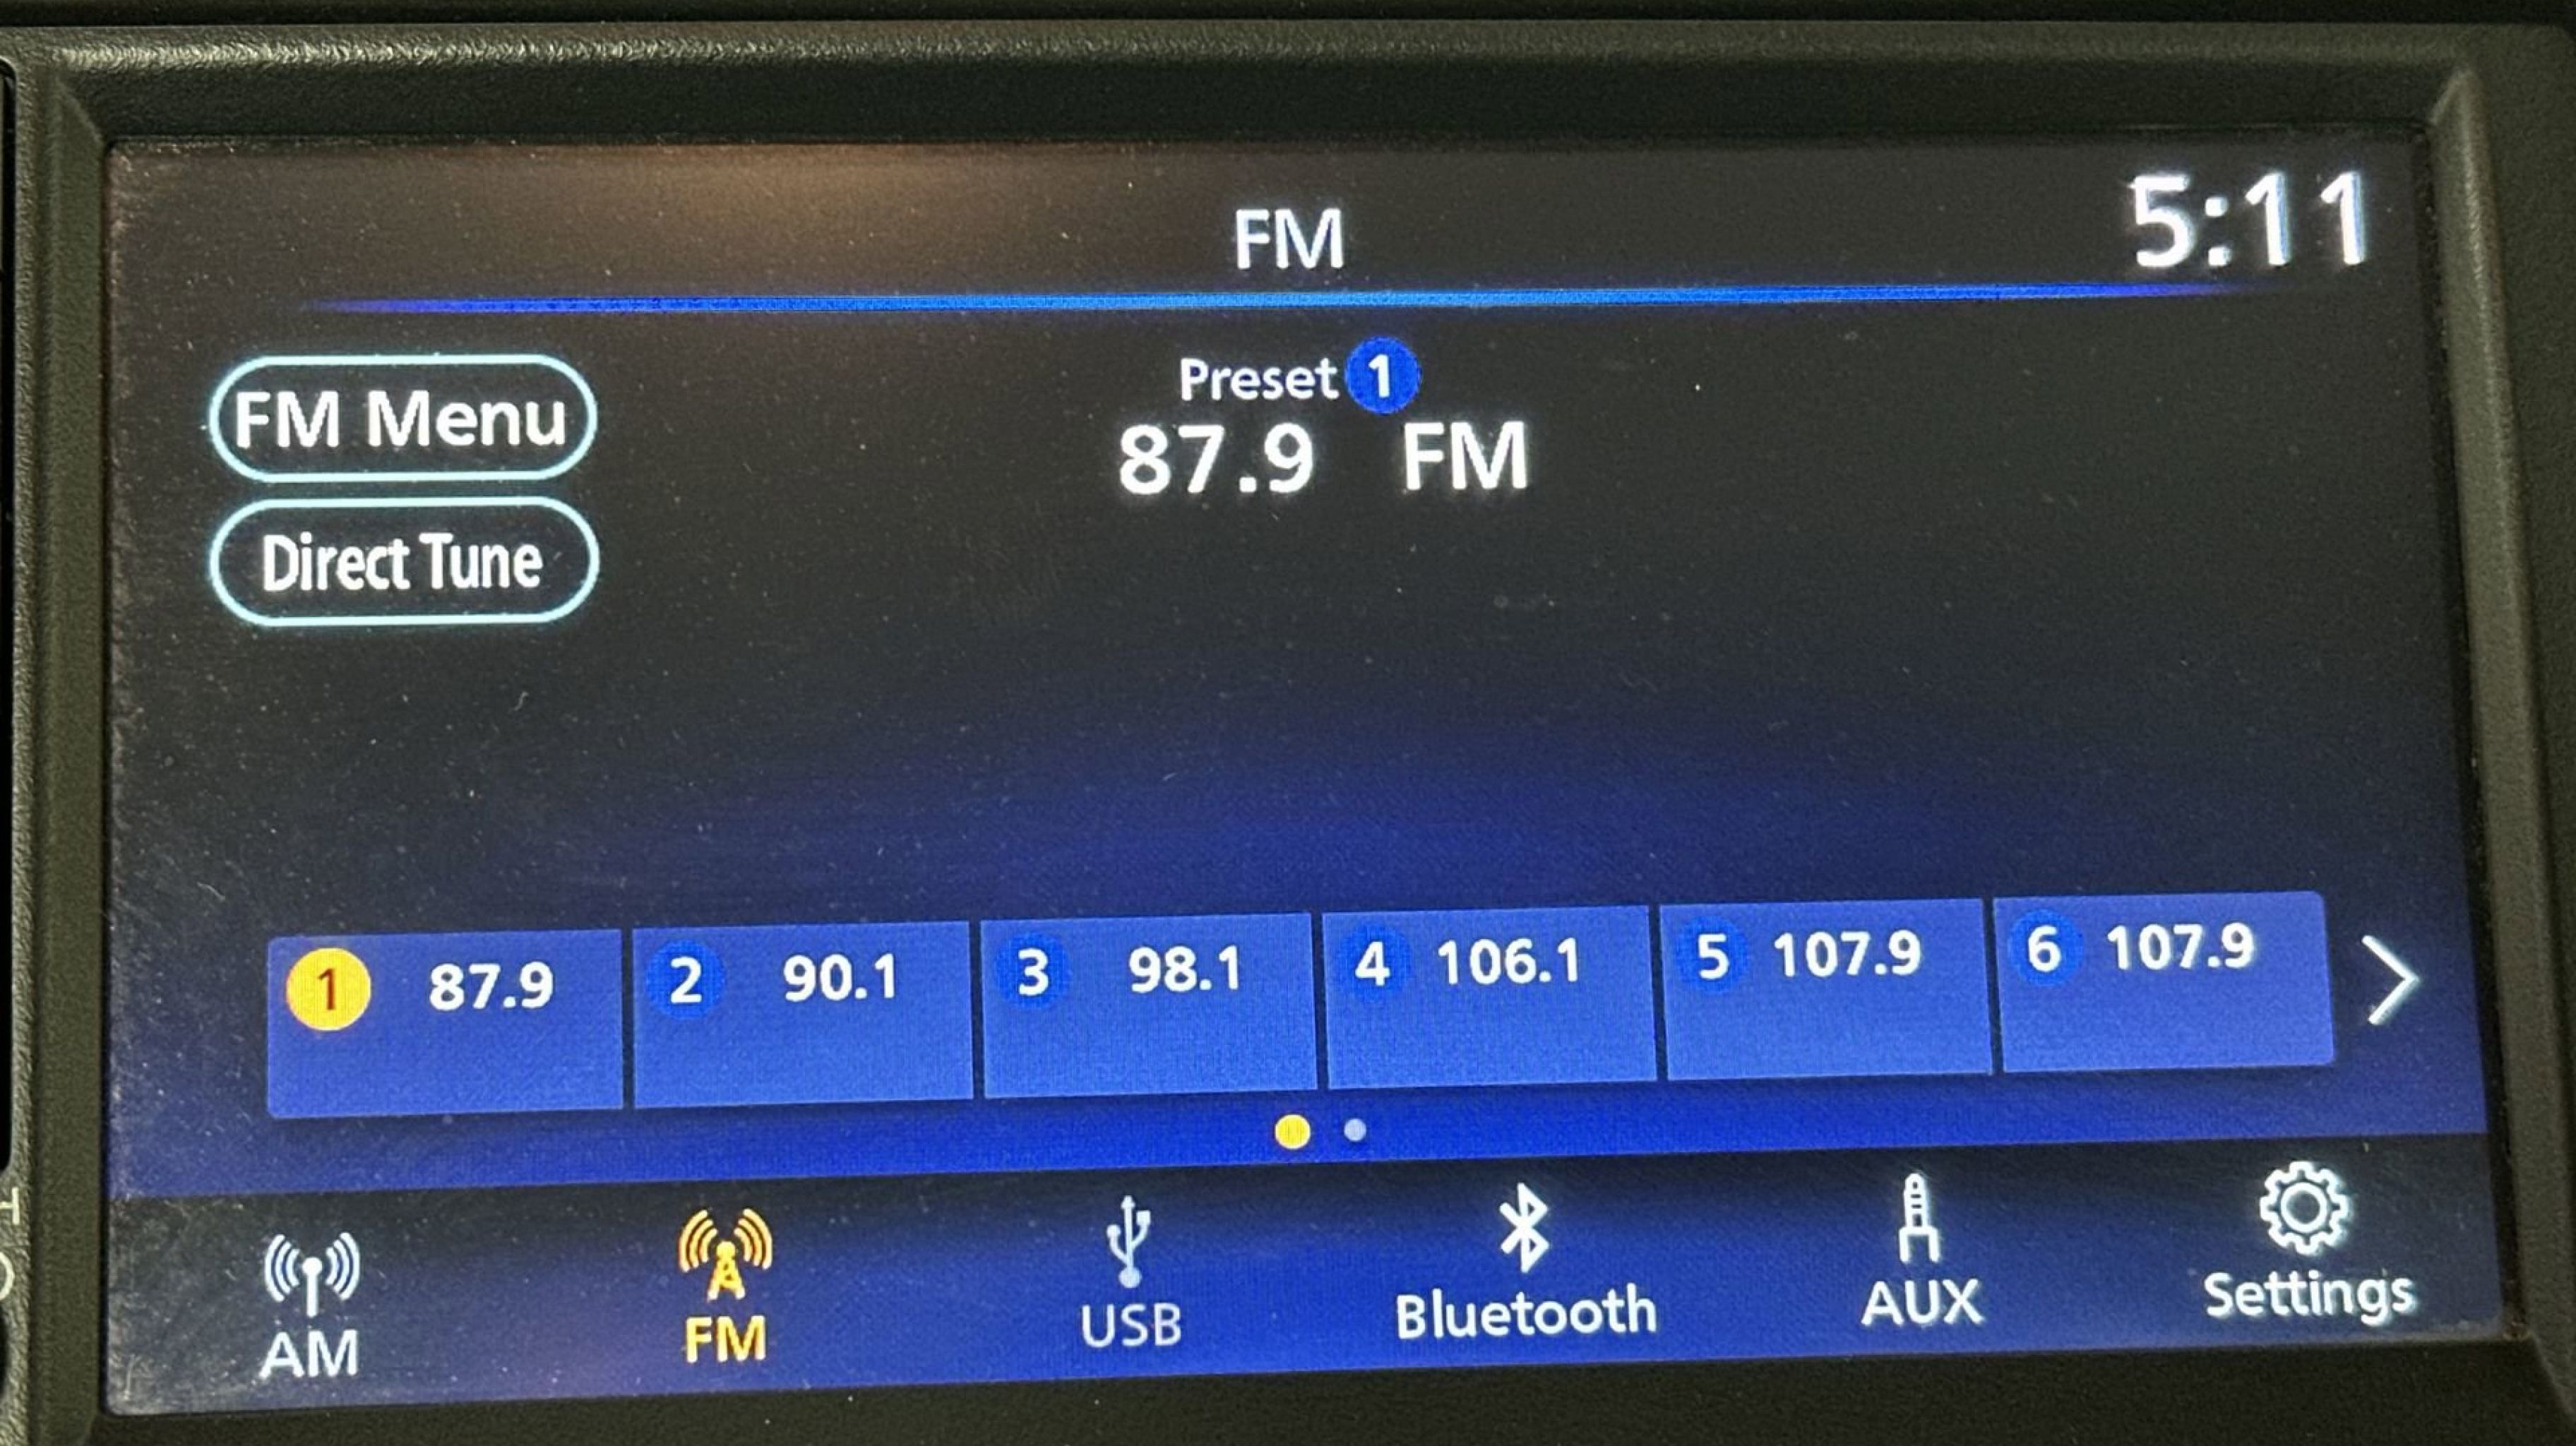 FM
5:11
Preset 1
FM Menu
87.9 FM
Direct Tune
1 87.9
2 90.1
3 98.1
4 106.1
5 107.9
6 107.9
AM
FM
USB
Bluetooth
AUX
Settings